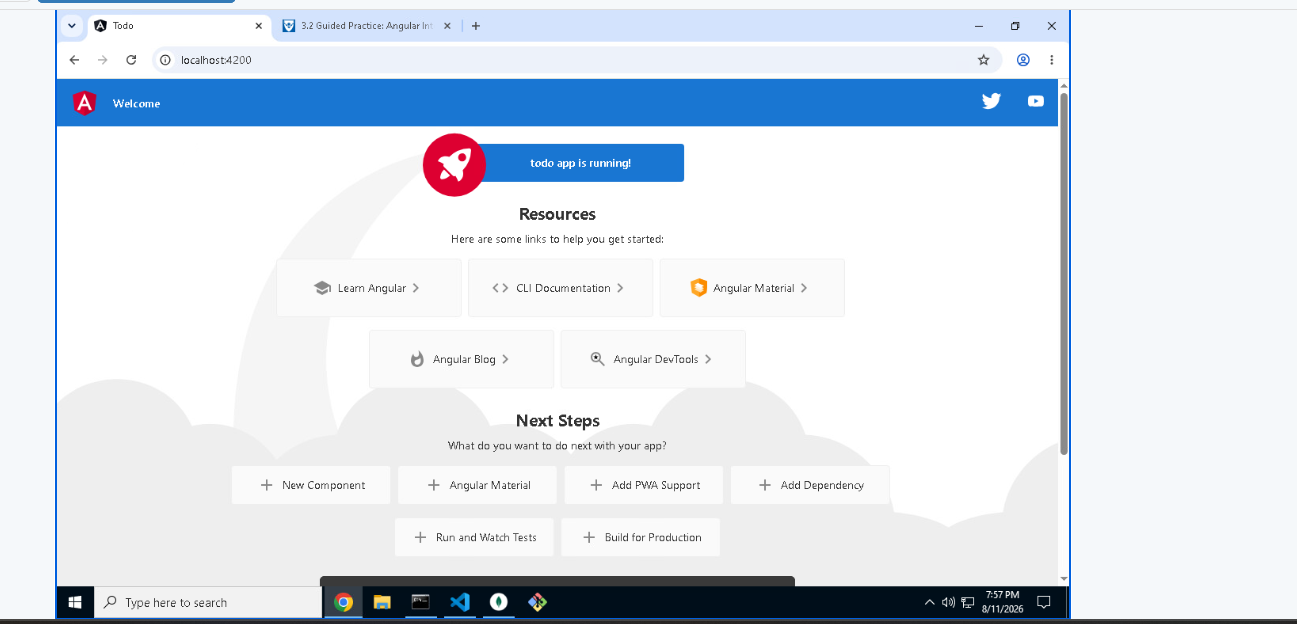 Todo
3.2 Guided Practice: Angular Int
localhost:4200
Welcome
todo app is running!
Resources
Here are some links to help you get started:
Learn Angular
CLI Documentation
Angular Material
Angular Blog
Angular DevTools
Next Steps
What do you want to do next with your app?
New Component
Angular Material
Add PWA Support
Add Dependency
Run and Watch Tests
Build for Production
Type here to search
7:57 PM
8/11/2026